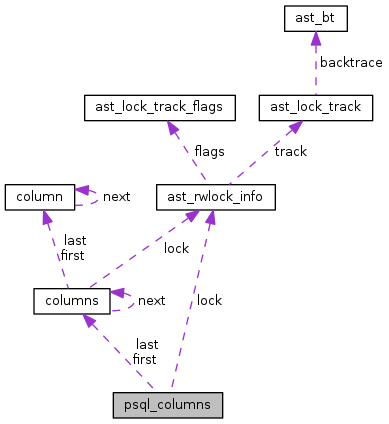 ast_bt
backtrace
ast_lock_track_flags
ast_lock_track
flags
track
column
next
ast_rwlock_info
last
first
lock
columns
next
lock
last
first
psql_columns